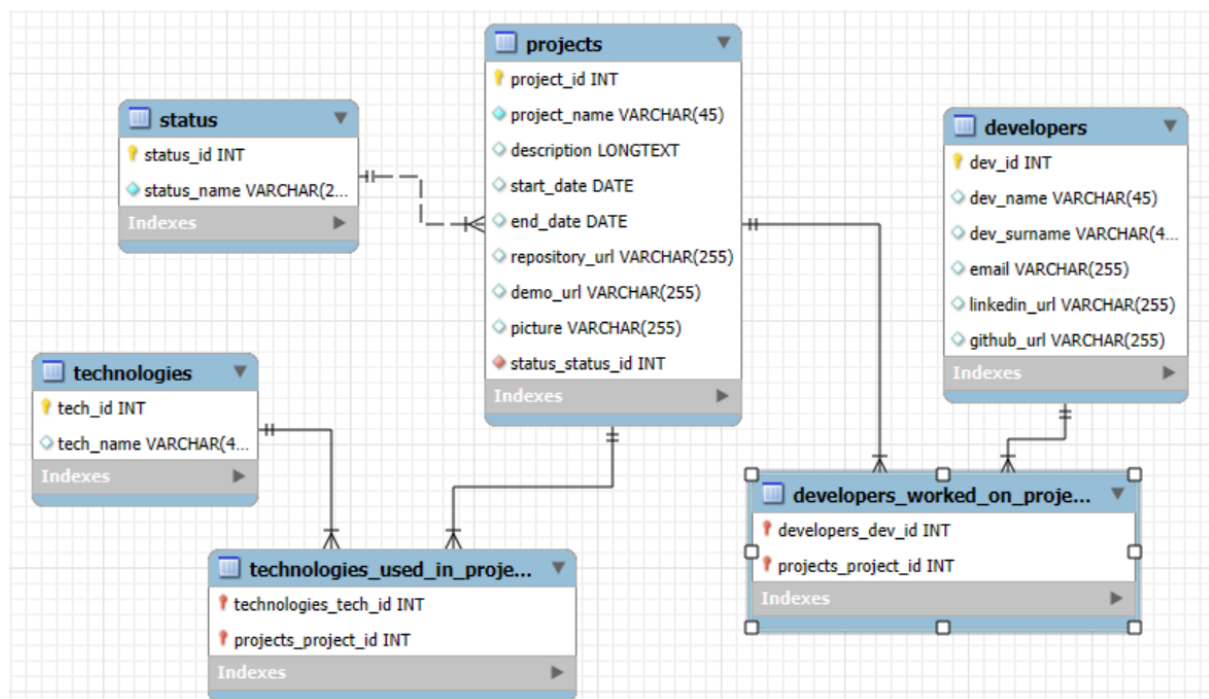 projects
project_id INT
project_name VARCHAR(45)
description LONGTEXT
start_date DATE
end_date DATE
repository_url VARCHAR(255)
demo_url VARCHAR(255)
picture VARCHAR(255)
status_status_id INT
Indexes
status
status_id INT
status_name VARCHAR(2...
Indexes
developers
dev_id INT
dev_name VARCHAR(45)
dev_surname VARCHAR(4...
email VARCHAR(255)
linkedin_url VARCHAR(255)
github_url VARCHAR(255)
Indexes
technologies
tech_id INT
tech_name VARCHAR(4...
Indexes
developers_worked_on_proje...
developers_dev_id INT
projects_project_id INT
Indexes
technologies_used_in_proje...
technologies_tech_id INT
projects_project_id INT
Indexes